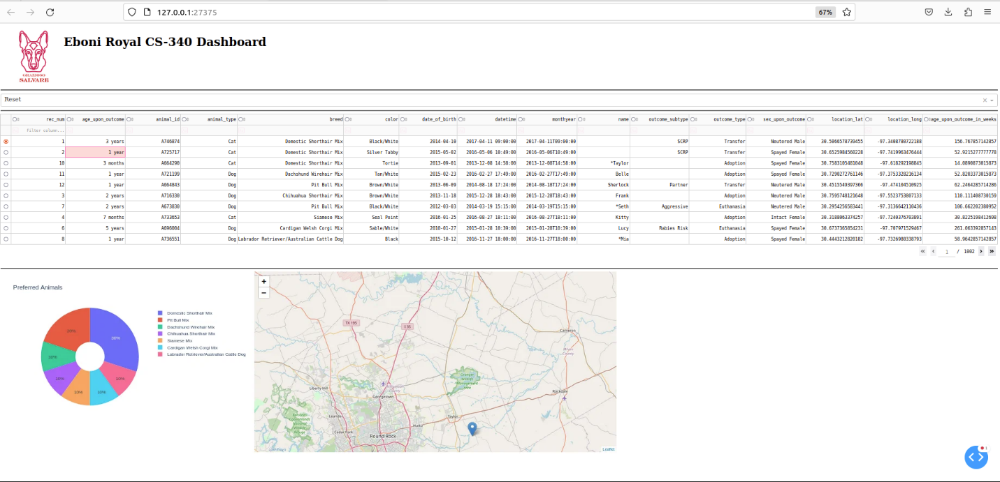 127.0.0.1:27375 67%
Eboni Royal CS-340 Dashboard
GRAZIOSO
SALVARE
Reset
rec_num age_upon_outcome animal_id animal_type breed color date_of_birth datetime monthyear name outcome_subtype outcome_type sex_upon_outcome location_lat location_long age_upon_outcome_in_weeks
Filter column...
1 3 years A746874 Cat Domestic Shorthair Mix Black/White 2014-04-10 2017-04-11 09:00:00 2017-04-11T09:00:00 SCRP Transfer Neutered Male 30.5066578739455 -97.3408780722188 156.767857142857
2 1 year A725717 Cat Domestic Shorthair Mix Silver Tabby 2015-05-02 2016-05-06 10:49:00 2016-05-06T10:49:00 SCRP Transfer Spayed Female 30.6525984560228 -97.7419963476444 52.9215277777778
10 3 months A664290 Cat Domestic Shorthair Mix Tortie 2013-09-01 2013-12-08 14:58:00 2013-12-08T14:58:00 *Taylor Adoption Spayed Female 30.7583105481048 -97.618292198845 14.0890873015873
11 1 year A721199 Dog Dachshund Wirehair Mix Tan/White 2015-02-23 2016-02-27 17:49:00 2016-02-27T17:49:00 Belle Adoption Spayed Female 30.7290272761146 -97.3753328216134 52.8203373015873
12 1 year A664843 Dog Pit Bull Mix Brown/White 2013-06-09 2014-08-18 17:24:00 2014-08-18T17:24:00 Sherlock Partner Transfer Neutered Male 30.4515549397366 -97.474104510925 62.2464285714286
3 2 years A716330 Dog Chihuahua Shorthair Mix Brown/White 2013-11-18 2015-12-28 18:43:00 2015-12-28T18:43:00 Frank Adoption Neutered Male 30.7595748121648 -97.5523753807133 110.111408730159
7 2 years A673830 Dog Pit Bull Mix Black/White 2012-03-03 2014-03-19 15:15:00 2014-03-19T15:15:00 *Seth Aggressive Euthanasia Neutered Male 30.2954256583441 -97.3136642110436 106.662202380952
4 7 months A733653 Cat Siamese Mix Seal Point 2016-01-25 2016-08-27 18:11:00 2016-08-27T18:11:00 Kitty Adoption Intact Female 30.3188063374257 -97.7240376703891 30.8225198412698
6 5 years A696004 Dog Cardigan Welsh Corgi Mix Sable/White 2010-01-27 2015-01-28 10:39:00 2015-01-28T10:39:00 Lucy Rabies Risk Euthanasia Spayed Female 30.6737365854231 -97.707971529467 261.063392857143
8 1 year A736551 Dog Labrador Retriever/Australian Cattle Dog Black 2015-10-12 2016-11-27 18:00:00 2016-11-27T18:00:00 *Mia Adoption Spayed Female 30.4443212820182 -97.7326980338793 58.9642857142857
« ‹ 1 / 1002 › »
Preferred Animals
30%
20%
10%
10%
10%
10%
10%
Domestic Shorthair Mix
Pit Bull Mix
Dachshund Wirehair Mix
Chihuahua Shorthair Mix
Siamese Mix
Cardigan Welsh Corgi Mix
Labrador Retriever/Australian Cattle Dog
+
−
TX 195
I 35
Cameron
Milam
County
Granger
Wildlife
Management
Area
Liberty Hill
Williamson
County
Georgetown
Rockdale
Leander
Balcones
Canyonlands
National
Wildlife
Refuge
Taylor
Hutto
Cedar Park
Round Rock
Leaflet
1